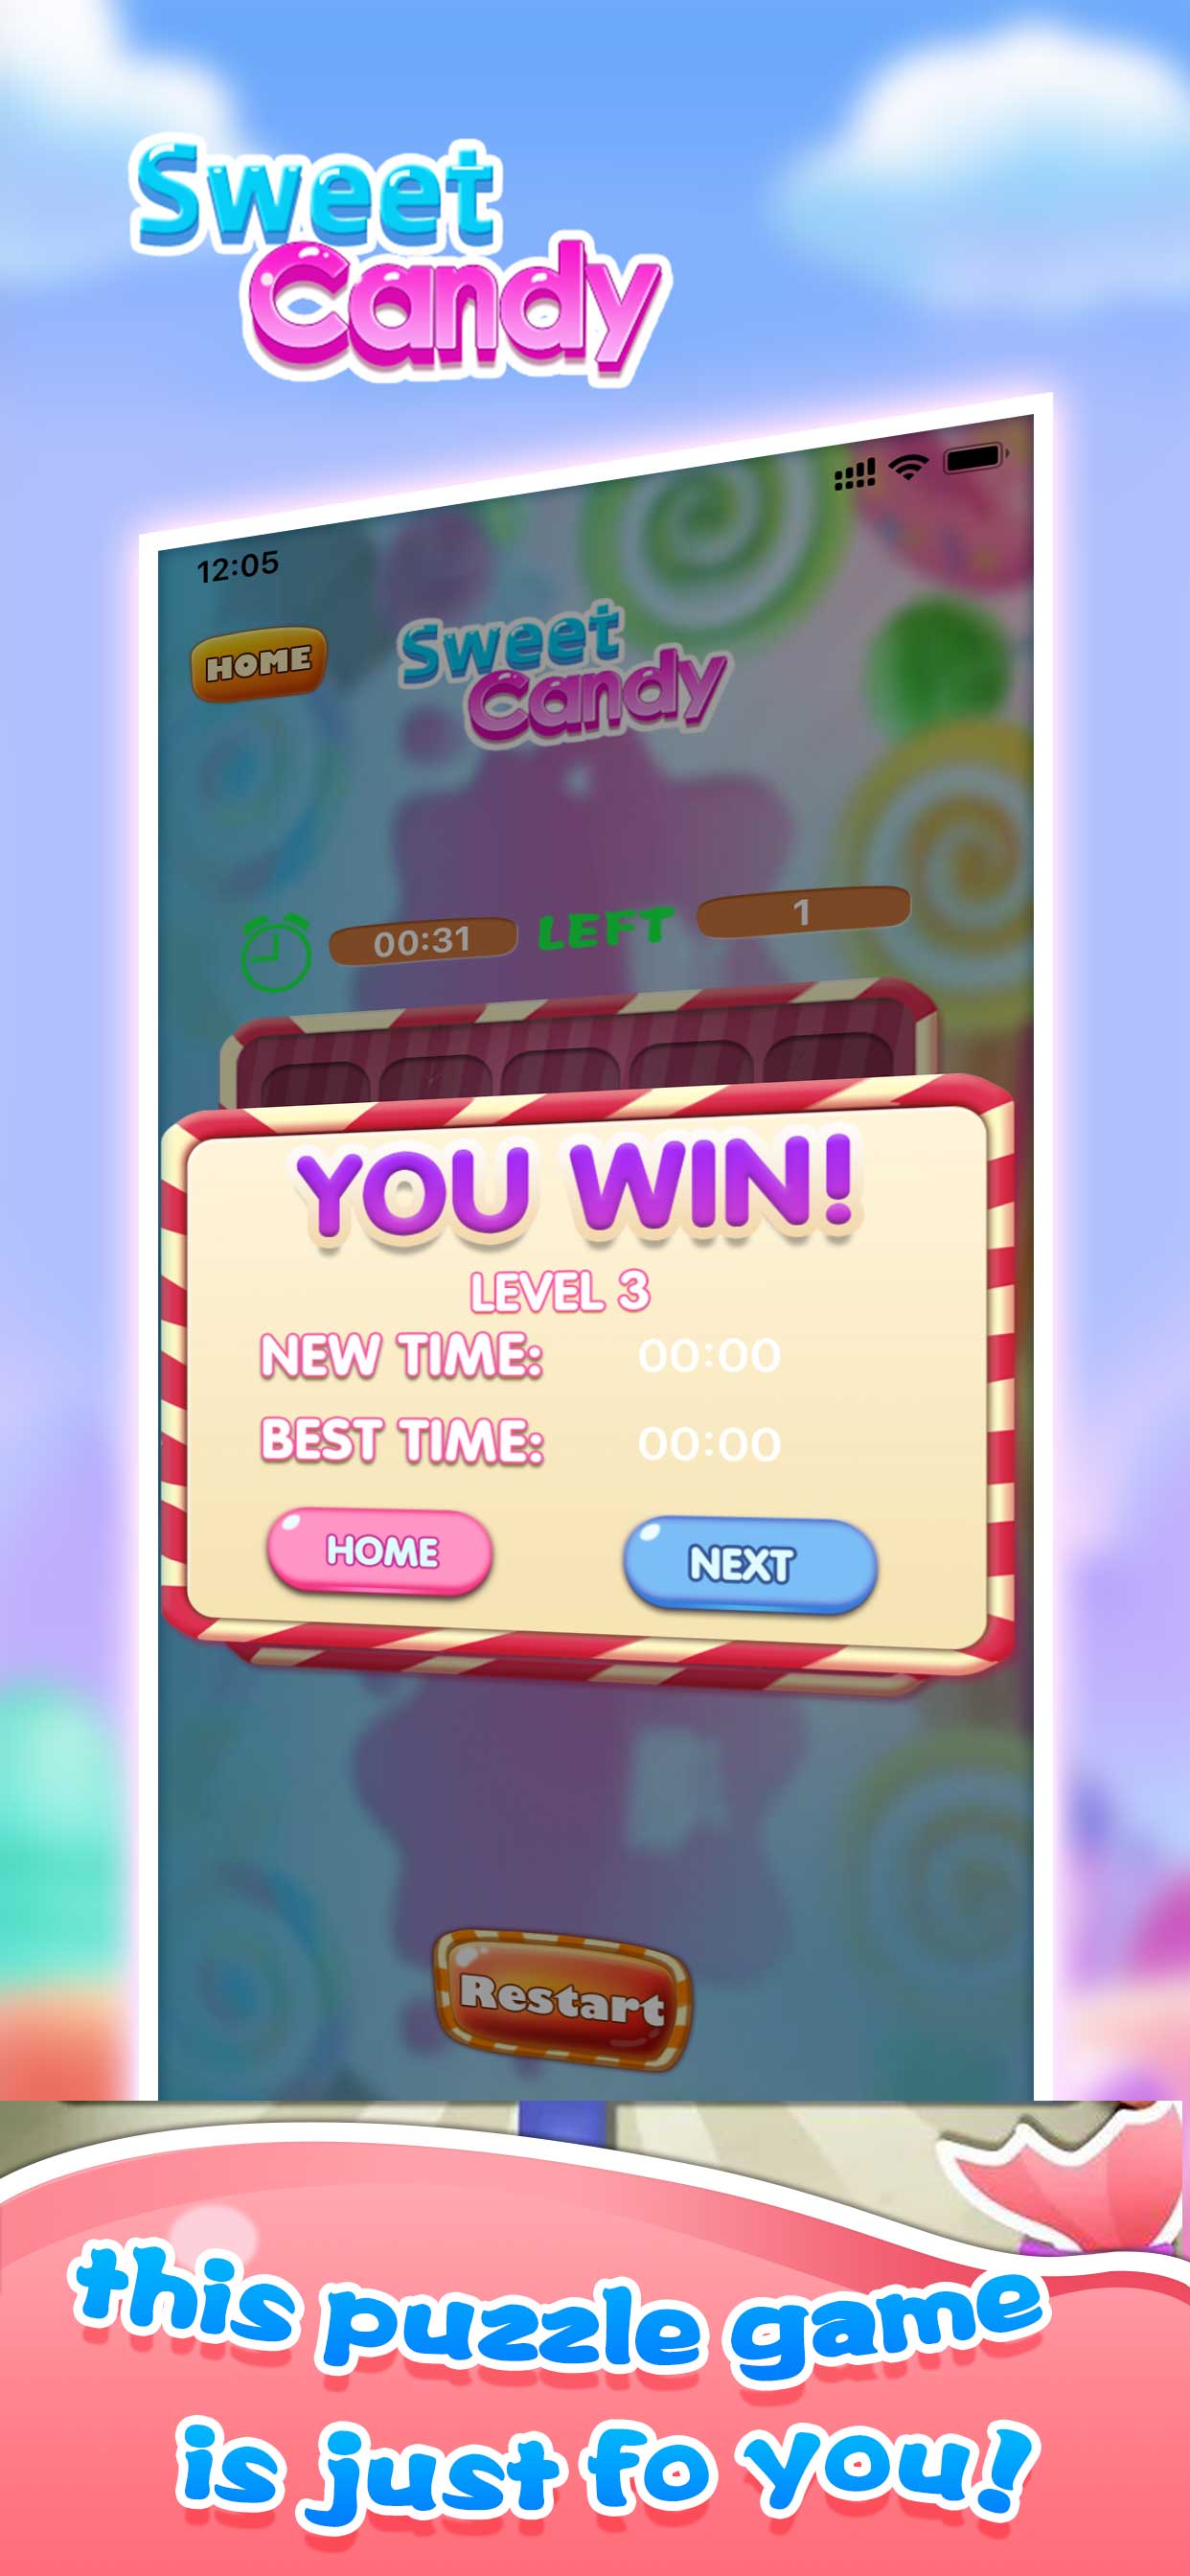 Sweet
Candy
12:05
HOME
Sweet
Candy
00:31 LEFT 1
YOU WIN!
LEVEL 3
NEW TIME: 00:00
BEST TIME: 00:00
HOME NEXT
Restart
this puzzle game
is just fo you!